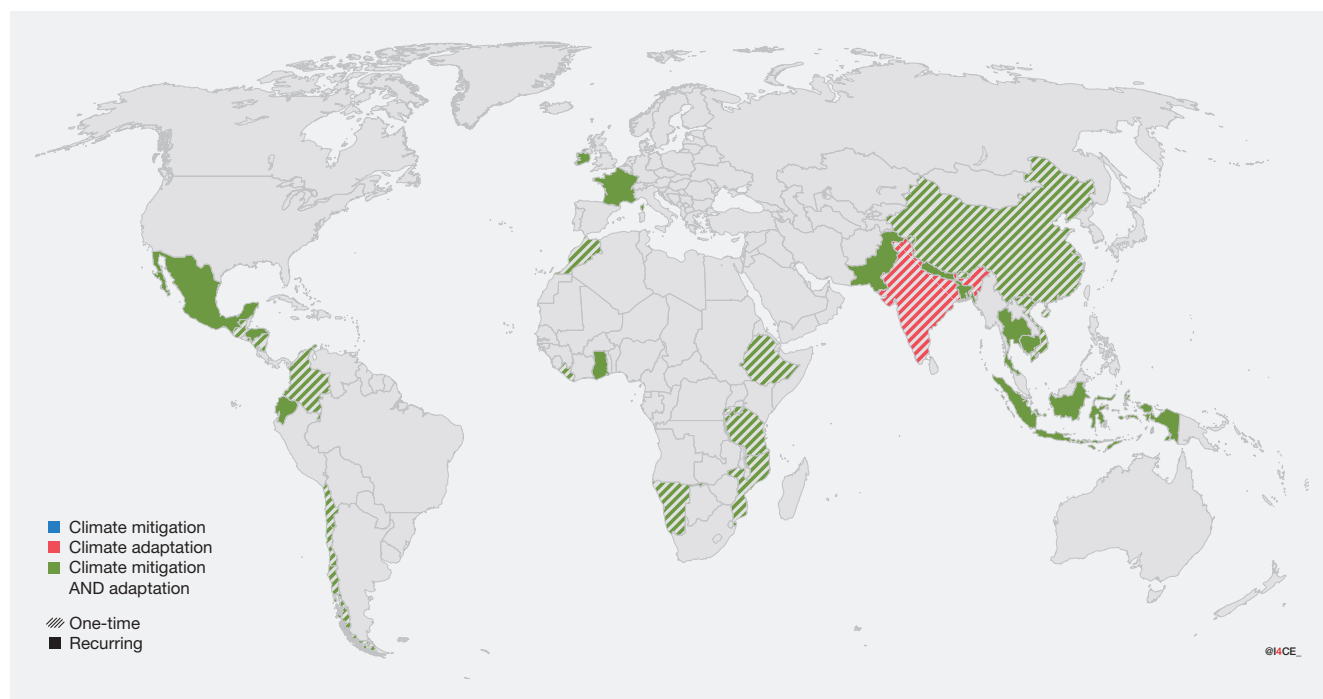 Climate mitigation
Climate adaptation
Climate mitigation
AND adaptation
One-time
Recurring
@I4CE_